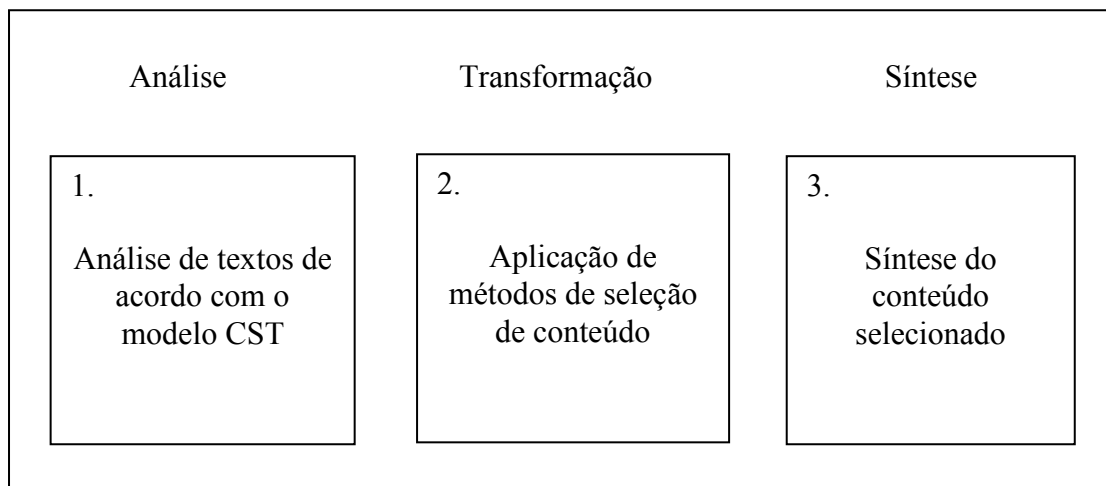 Análise
Transformação
Síntese
1.
Análise de textos de
acordo com o
modelo CST
2.
Aplicação de
métodos de seleção
de conteúdo
3.
Síntese do
conteúdo
selecionado